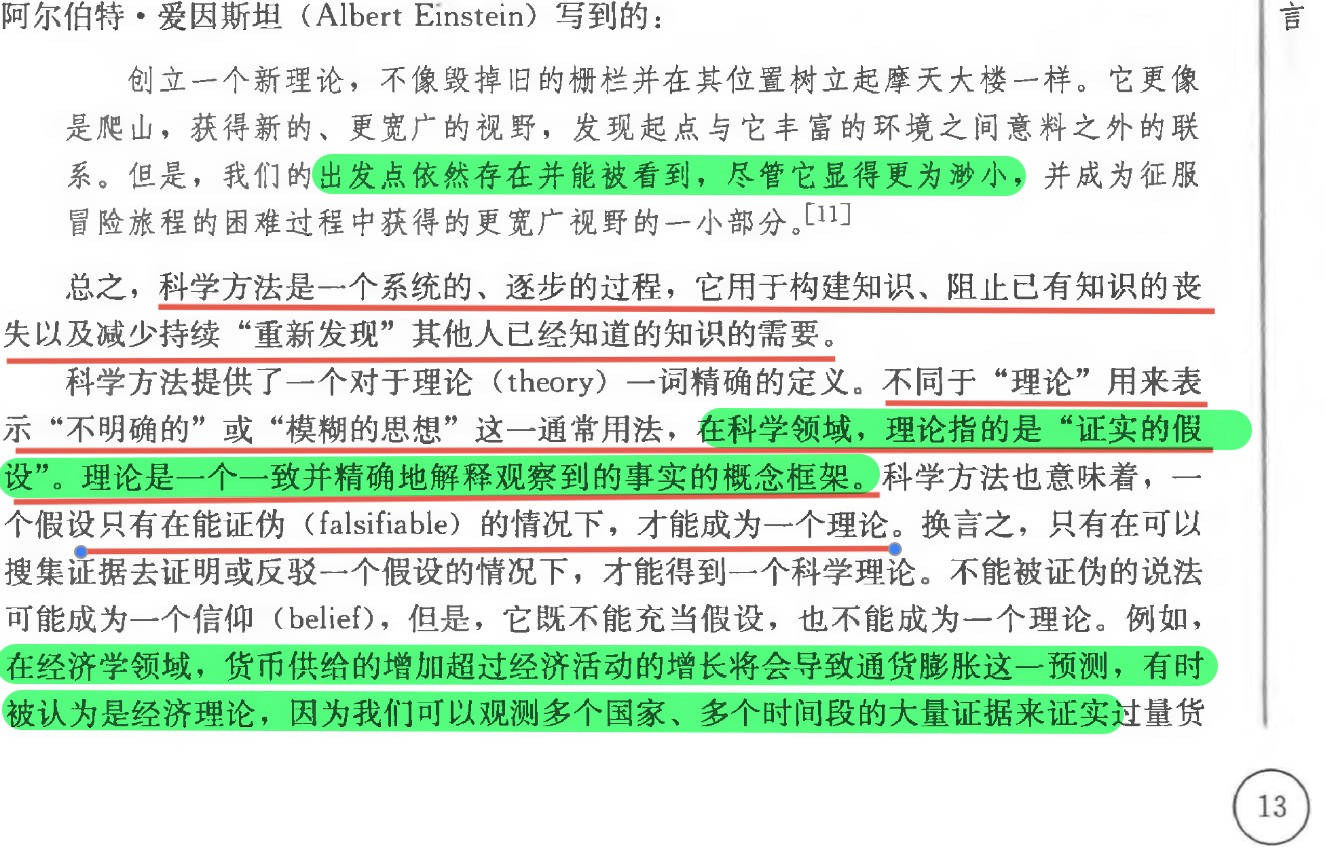 阿尔伯特·爱因斯坦（Albert Einstein）写到的：
言
创立一个新理论，不像毁掉旧的栅栏并在其位置树立起摩天大楼一样。它更像
是爬山，获得新的、更宽广的视野，发现起点与它丰富的环境之间意料之外的联
系。但是，我们的出发点依然存在并能被看到，尽管它显得更为渺小，并成为征服
冒险旅程的困难过程中获得的更宽广视野的一小部分。[11]
总之，科学方法是一个系统的、逐步的过程，它用于构建知识、阻止已有知识的丧
失以及减少持续“重新发现”其他人已经知道的知识的需要。
科学方法提供了一个对于理论（theory）一词精确的定义。不同于“理论”用来表
示“不明确的”或“模糊的思想”这一通常用法，在科学领域，理论指的是“证实的假
设”。理论是一个一致并精确地解释观察到的事实的概念框架。科学方法也意味着，一
个假设只有在能证伪（falsifiable）的情况下，才能成为一个理论。换言之，只有在可以
搜集证据去证明或反驳一个假设的情况下，才能得到一个科学理论。不能被证伪的说法
可能成为一个信仰（belief），但是，它既不能充当假设，也不能成为一个理论。例如，
在经济学领域，货币供给的增加超过经济活动的增长将会导致通货膨胀这一预测，有时
被认为是经济理论，因为我们可以观测多个国家、多个时间段的大量证据来证实过量货
13